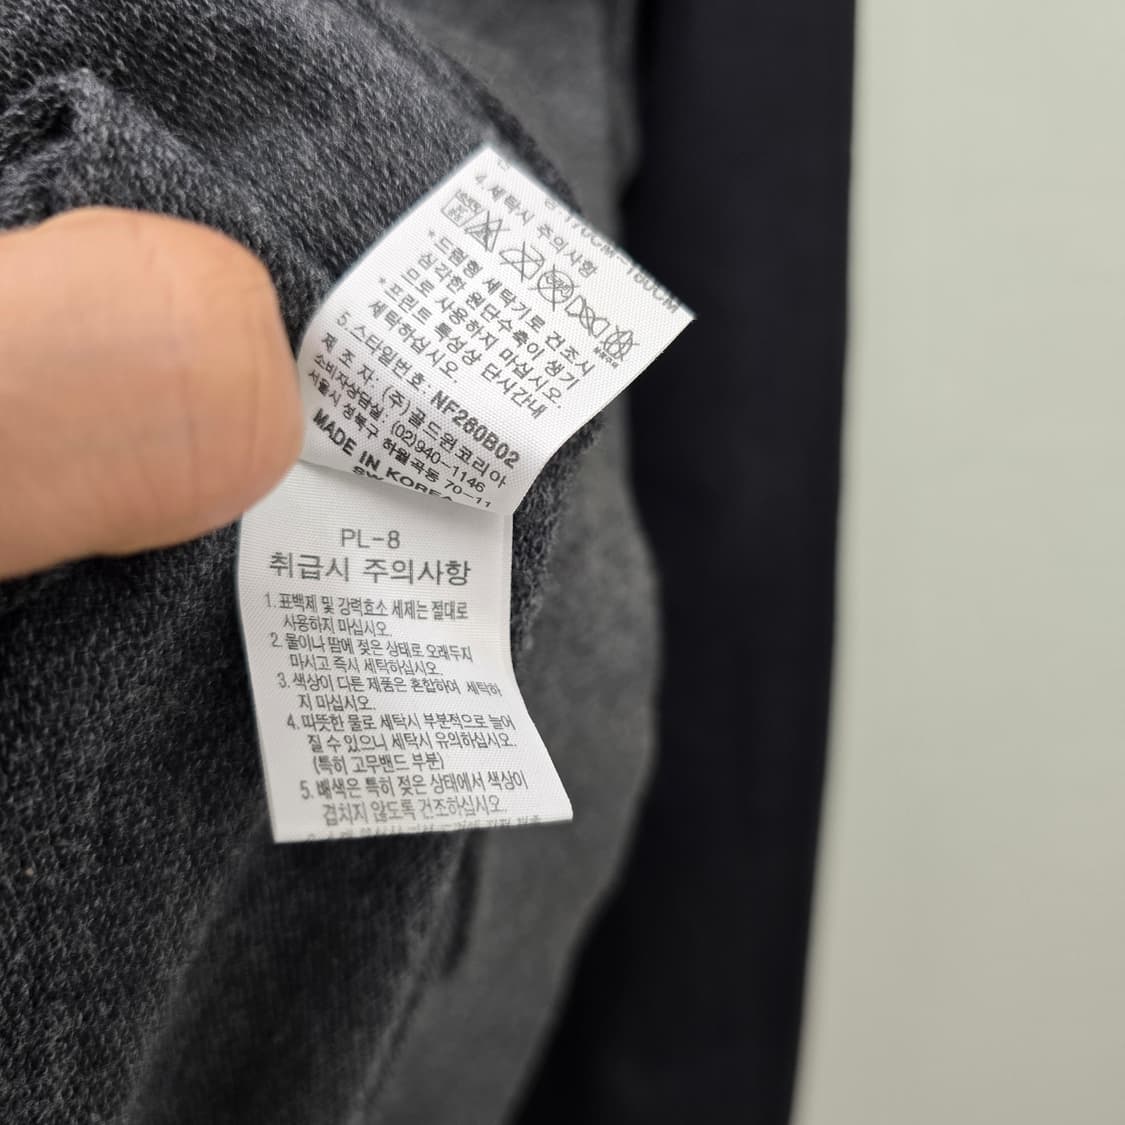 170CM-180CM
4.세탁시 주의사항
*드럼형 세탁기로 건조시
심각한 원단수축이 생기
므로 사용하지 마십시오.
*프린트 특성상 단시간내
세탁하십시오.
5.스타일번호: NF260B02
제 조 자: (주)골드윈코리아
소비자상담실: (02)940-1146
서울시 성북구 하월곡동 70-11
MADE IN KOREA
PL-8
취급시 주의사항
1.표백제 및 강력효소 세제는 절대로
사용하지 마십시오.
2.물이나 땀에 젖은 상태로 오래두지
마시고 즉시 세탁하십시오.
3.색상이 다른 제품은 혼합하여 세탁하
지 마십시오.
4.따뜻한 물로 세탁시 부분적으로 늘어
질 수 있으니 세탁시 유의하십시오.
(특히 고무밴드 부분)
5.배색은 특히 젖은 상태에서 색상이
겹치지 않도록 건조하십시오.